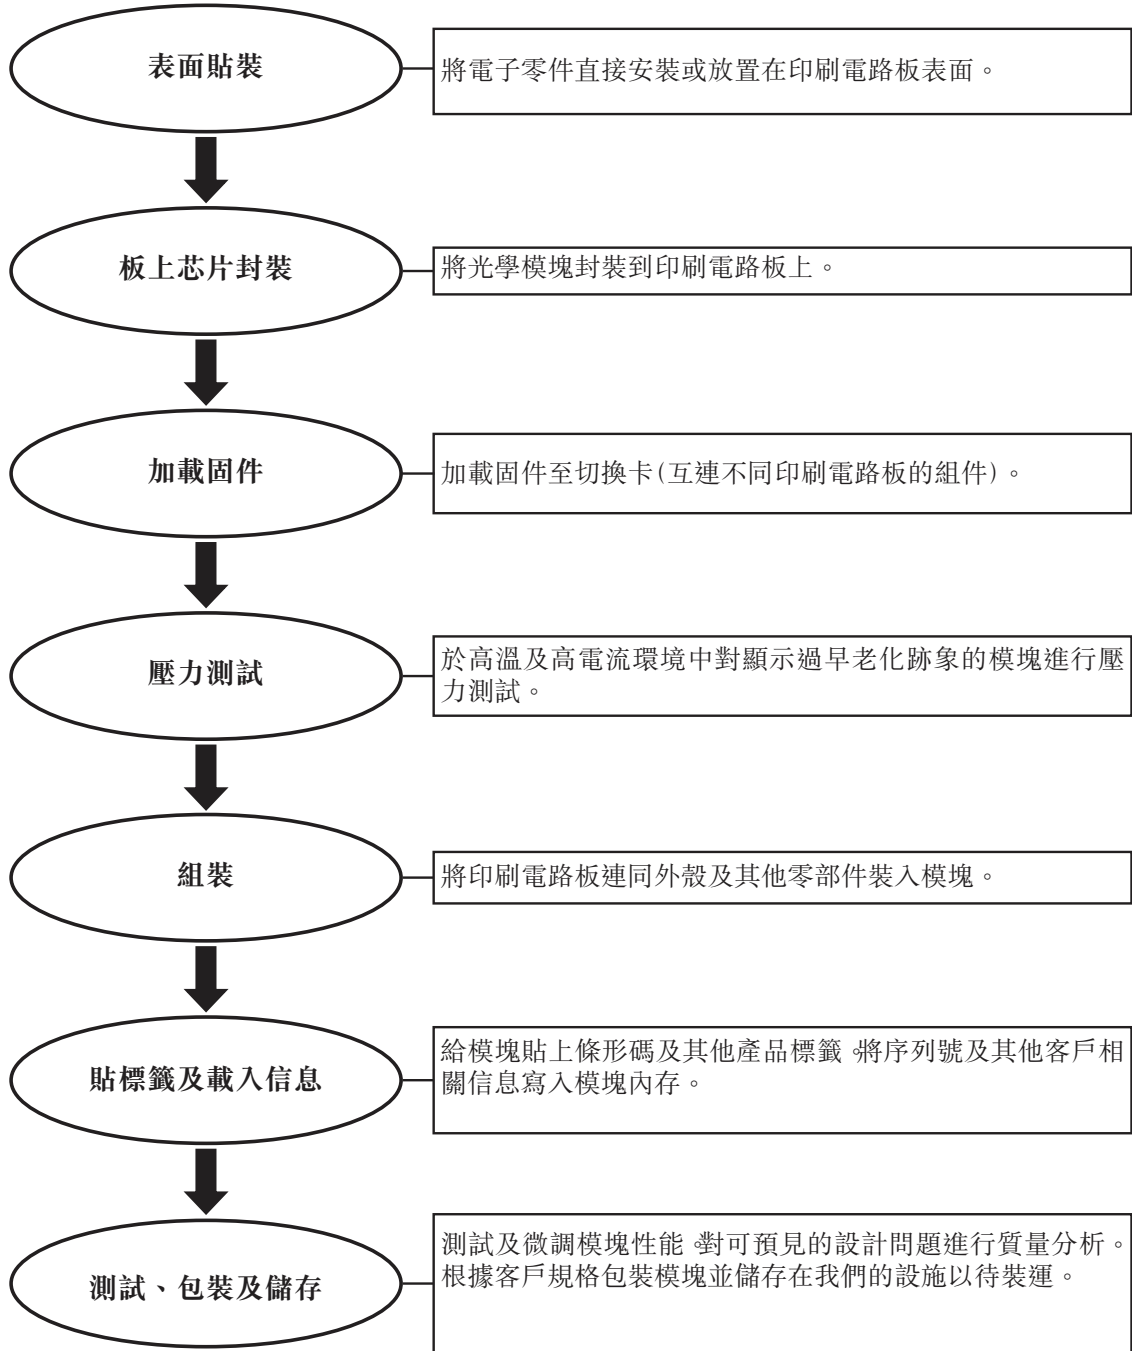 表面貼裝
將電子零件直接安裝或放置在印刷電路板表面。
板上芯片封裝
將光學模塊封裝到印刷電路板上。
加載固件
加載固件至切換卡(互連不同印刷電路板的組件)。
壓力測試
於高溫及高電流環境中對顯示過早老化跡象的模塊進行壓
力測試。
組裝
將印刷電路板連同外殼及其他零部件裝入模塊。
貼標籤及載入信息
給模塊貼上條形碼及其他產品標籤。將序列號及其他客戶相
關信息寫入模塊內存。
測試、包裝及儲存
測試及微調模塊性能。對可預見的設計問題進行質量分析。
根據客戶規格包裝模塊並儲存在我們的設施以待裝運。